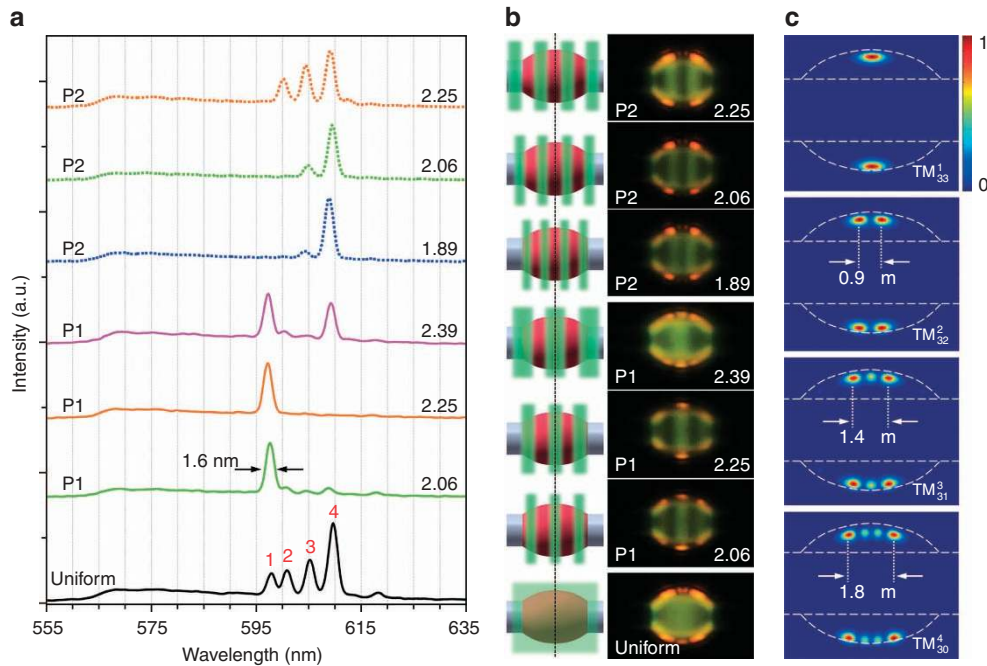 a
b
c
P2
2.25
P2
2.06
P2
1.89
P1
2.39
P1
2.25
P1
2.06
1.6 nm
Uniform
1
2
3
4
Intensity (a.u.)
555
575
595
615
635
Wavelength (nm)
P2
2.25
P2
2.06
P2
1.89
P1
2.39
P1
2.25
P1
2.06
Uniform
1
0
TM¹₃₃
0.9 m
TM²₃₂
1.4 m
TM³₃₁
1.8 m
TM⁴₃₀